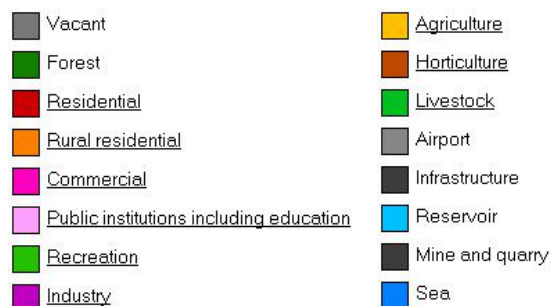 Vacant
Forest
Residential
Rural residential
Commercial
Public institutions including education
Recreation
Industry
Agriculture
Horticulture
Livestock
Airport
Infrastructure
Reservoir
Mine and quarry
Sea